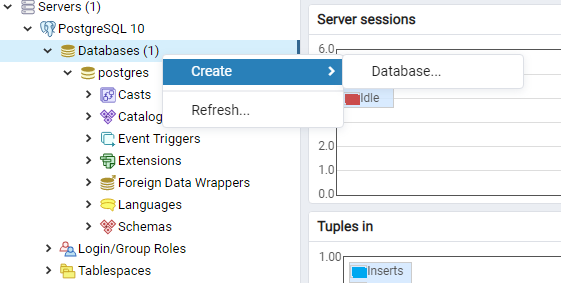 Servers (1)
PostgreSQL 10
Databases (1)
postgres
Casts
Catalog
Event Triggers
Extensions
Foreign Data Wrappers
Languages
Schemas
Login/Group Roles
Tablespaces
Create
Database...
Refresh...
Server sessions
6.0
Idle
3.0
2.0
1.0
0.0
Tuples in
1.00
Inserts